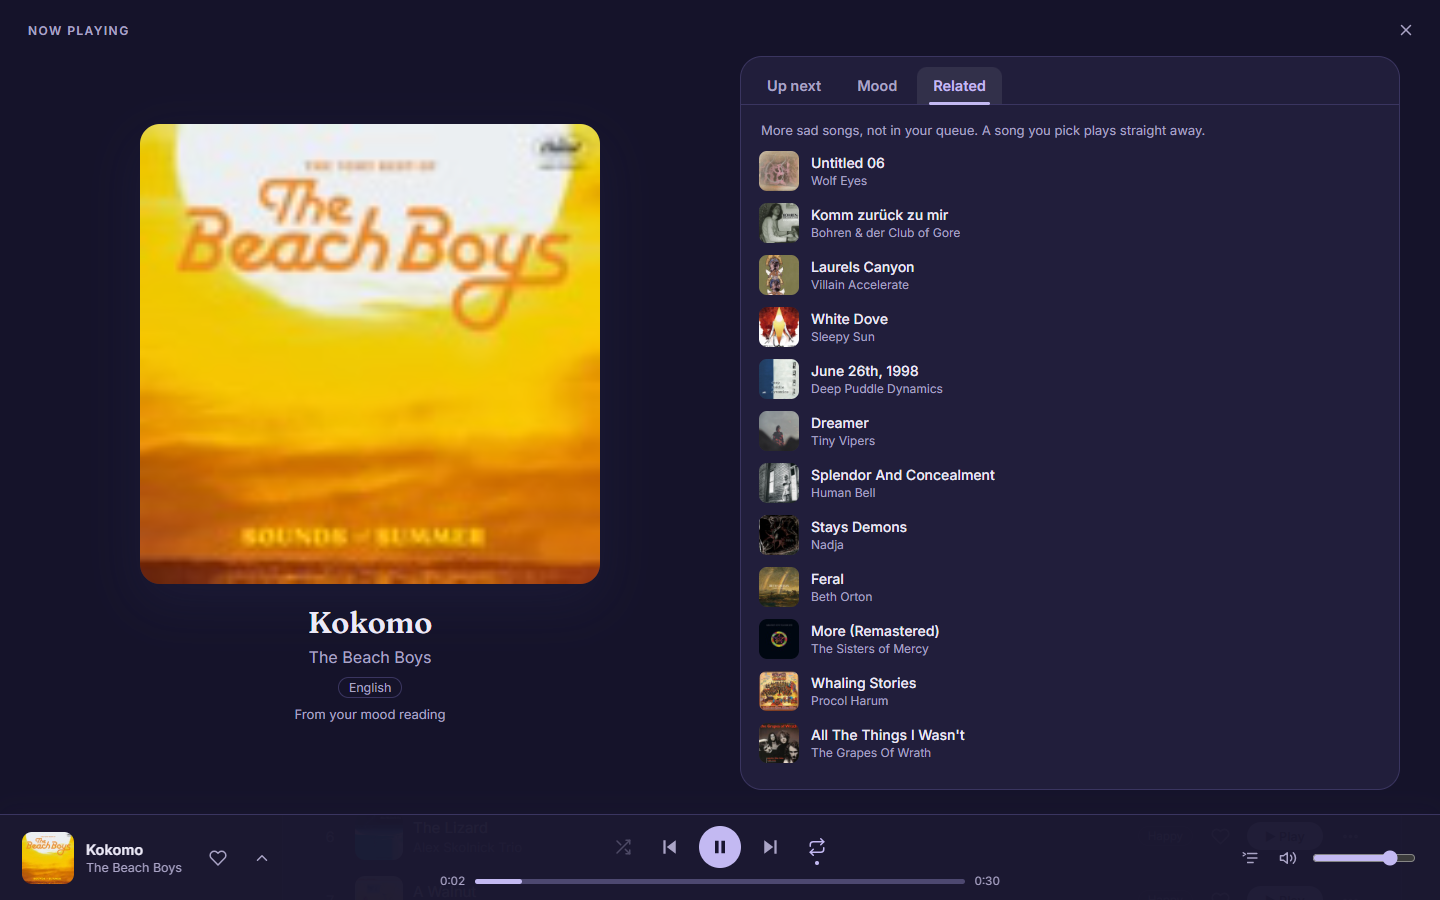 NOW PLAYING
THE VERY BEST OF
The
Beach Boys
SOUNDS OF SUMMER
Kokomo
The Beach Boys
English
From your mood reading
Up next
Mood
Related
More sad songs, not in your queue. A song you pick plays straight away.
Untitled 06
Wolf Eyes
Komm zurück zu mir
Bohren & der Club of Gore
Laurels Canyon
Villain Accelerate
White Dove
Sleepy Sun
June 26th, 1998
Deep Puddle Dynamics
Dreamer
Tiny Vipers
Splendor And Concealment
Human Bell
Stays Demons
Nadja
Feral
Beth Orton
More (Remastered)
The Sisters of Mercy
Whaling Stories
Procol Harum
All The Things I Wasn't
The Grapes Of Wrath
Kokomo
The Beach Boys
The Lizard
0:02
0:30
Play